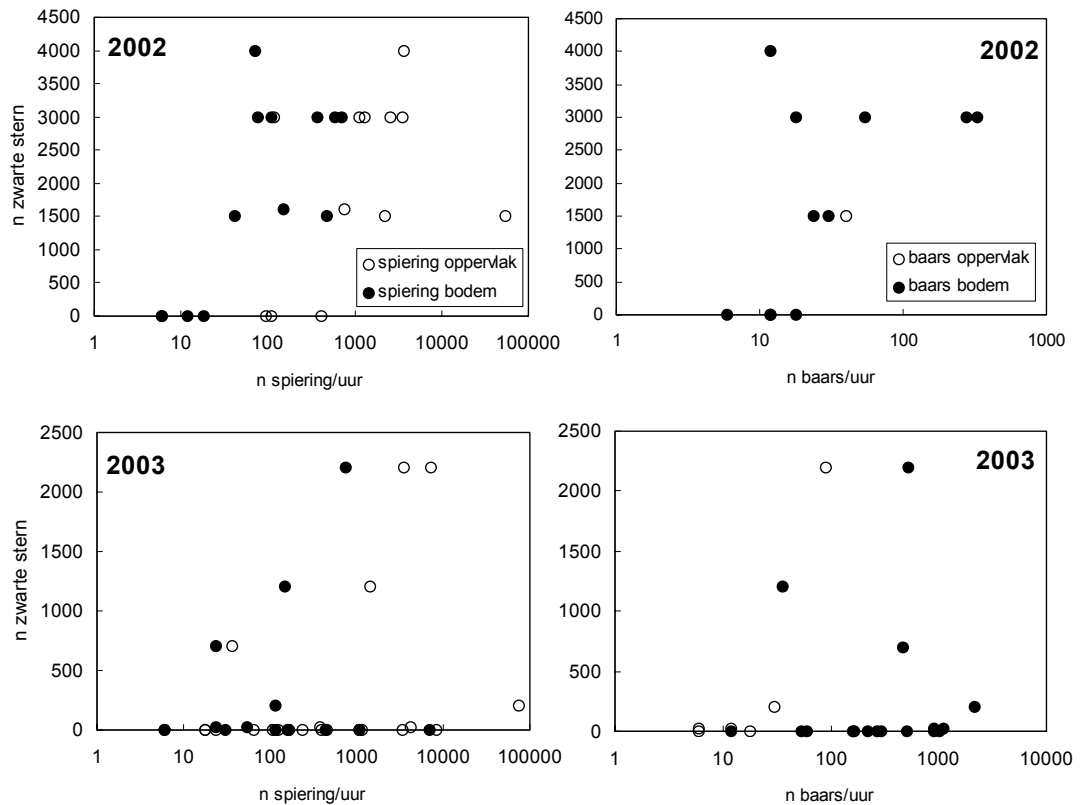 2002
4500
4000
3500
3000
2500
2000
1500
1000
500
0
n zwarte stern
spiering oppervlak
spiering bodem
1 10 100 1000 10000 100000
n spiering/uur
2002
4500
4000
3500
3000
2500
2000
1500
1000
500
0
baars oppervlak
baars bodem
1 10 100 1000
n baars/uur
2003
2500
2000
1500
1000
500
0
n zwarte stern
1 10 100 1000 10000 100000
n spiering/uur
2003
2500
2000
1500
1000
500
0
1 10 100 1000 10000
n baars/uur